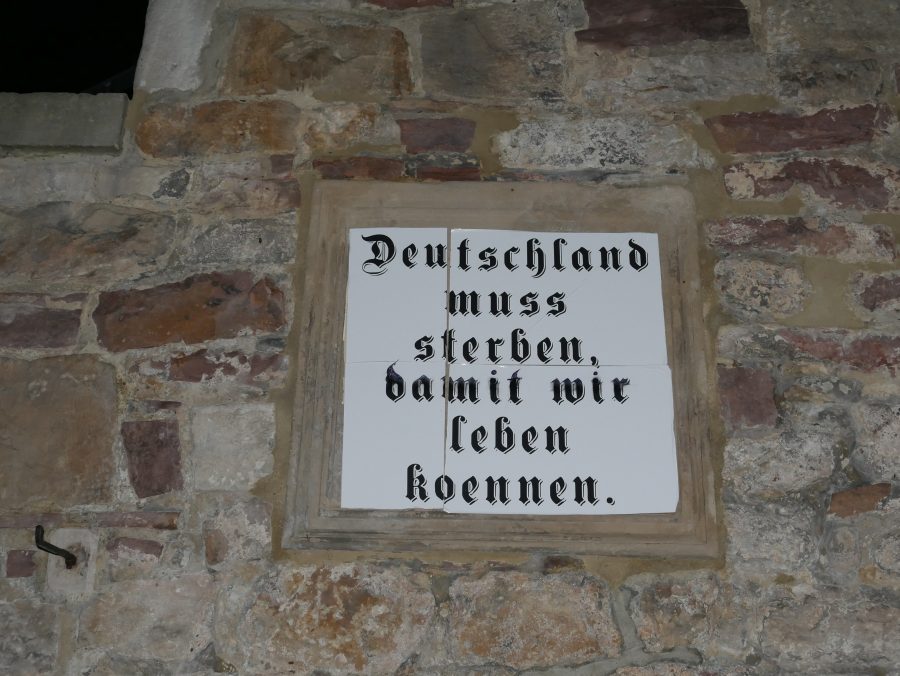 Deutschland
muss
sterben,
damit wir
leben
koennen.